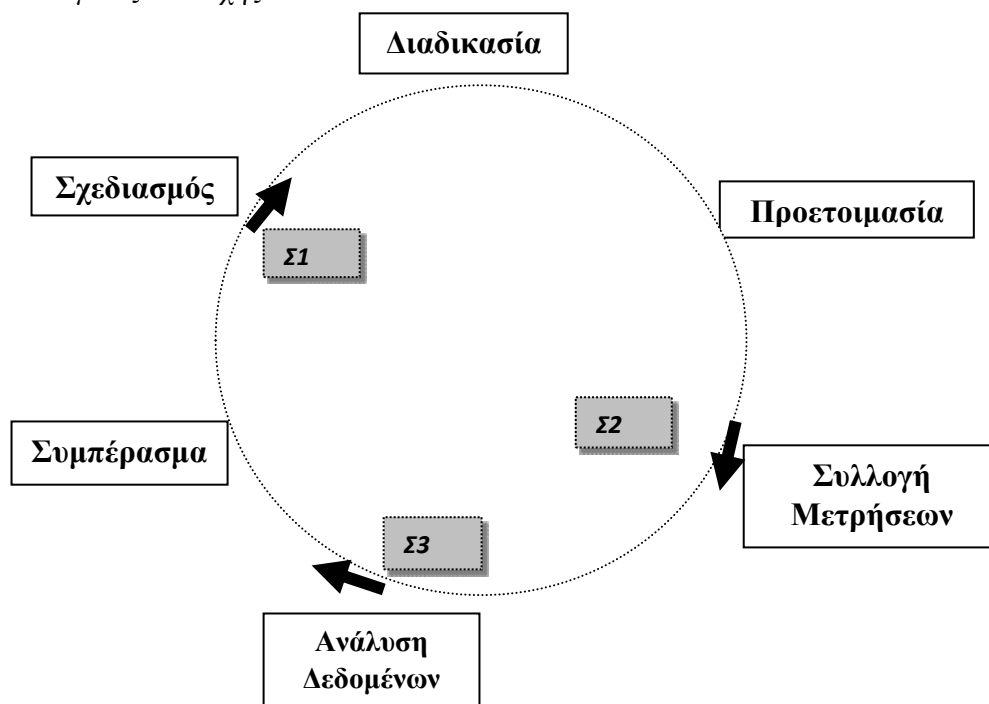 Διαδικασία
Σχεδιασμός
Προετοιμασία
Σ1
Σ2
Συμπέρασμα
Συλλογή
Μετρήσεων
Σ3
Ανάλυση
Δεδομένων